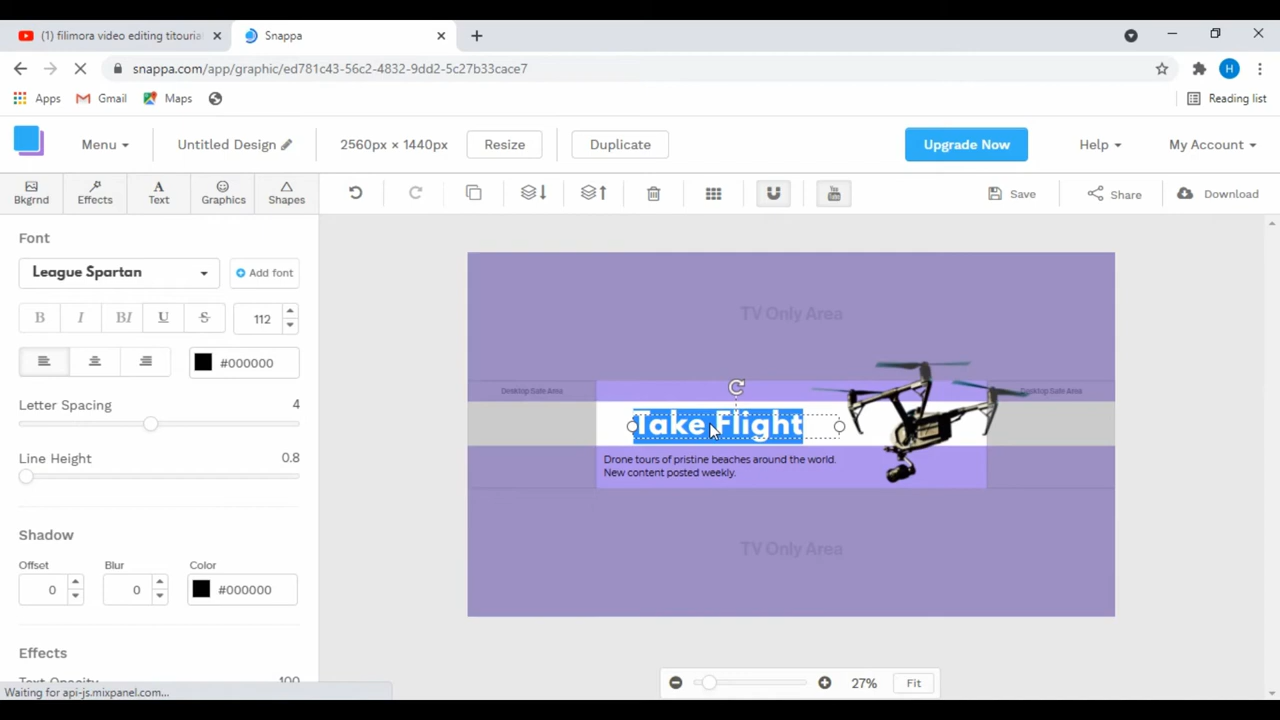 (1) filimora video editing titouria
Snappa
snappa.com/app/graphic/ed781c43-56c2-4832-9dd2-5c27b33cace7
H
Apps
Gmail
Maps
Reading list
Menu
Untitled Design
2560px × 1440px
Resize
Duplicate
Upgrade Now
Help
My Account
Bkgrnd
Effects
Text
Graphics
Shapes
Save
Share
Download
Font
League Spartan
Add font
B
I
BI
U
S
112
#000000
Letter Spacing
4
Line Height
0.8
Shadow
Offset
Blur
Color
0
0
#000000
Effects
Text Opacity
100
TV Only Area
Desktop Safe Area
Desktop Safe Area
Take Flight
Drone tours of pristine beaches around the world.
New content posted weekly.
TV Only Area
27%
Fit
Waiting for api-js.mixpanel.com...